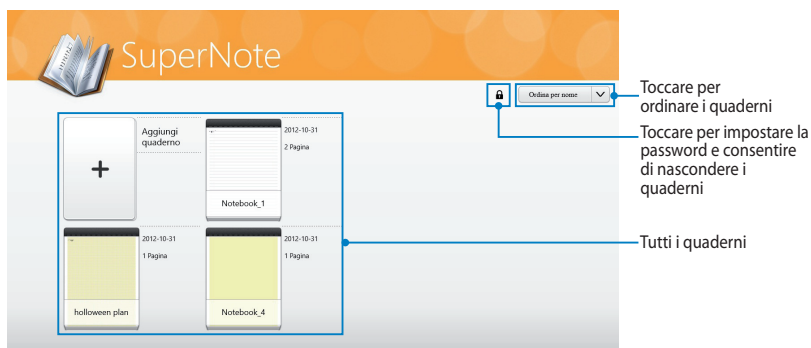 SuperNote
Ordina per nome
Toccare per
ordinare i quaderni
Toccare per impostare la
password e consentire
di nascondere i
quaderni
Aggiungi
quaderno
2012-10-31
2 Pagina
Notebook_1
2012-10-31
1 Pagina
holloween plan
2012-10-31
1 Pagina
Notebook_4
Tutti i quaderni